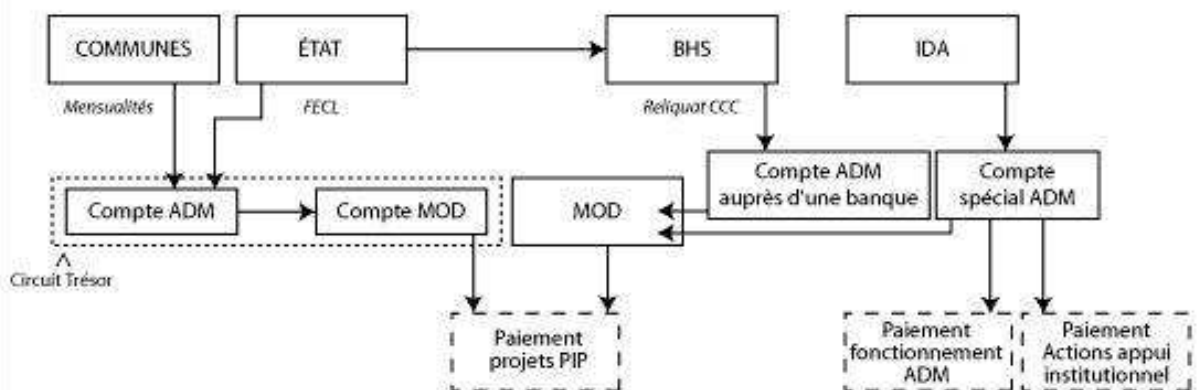 COMMUNES
ÉTAT
BHS
IDA
Mensualités
FECL
Reliquat CCC
Compte ADM
Compte MOD
MOD
Compte ADM
auprès d'une banque
Compte
spécial ADM
Circuit Trésor
Paiement
projets PIP
Paiement
fonctionnement
ADM
Paiement
Actions appui
institutionnel